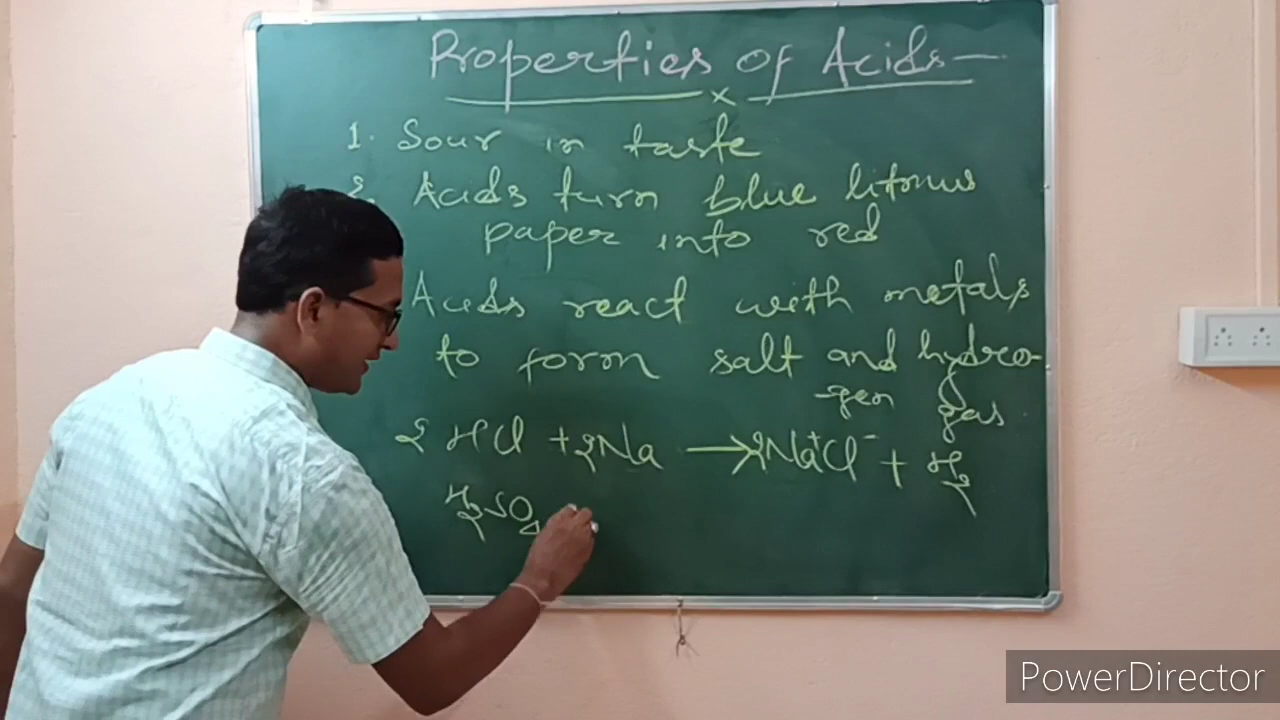 Properties of Acids-
1. Sour in taste
2. Acids turn blue litmus
paper into red
Acids react with metals
to form salt and hydro-
-gen gas
2 HCl + 2Na → 2Na⁺Cl⁻ + H₂
H₂SO₄
PowerDirector